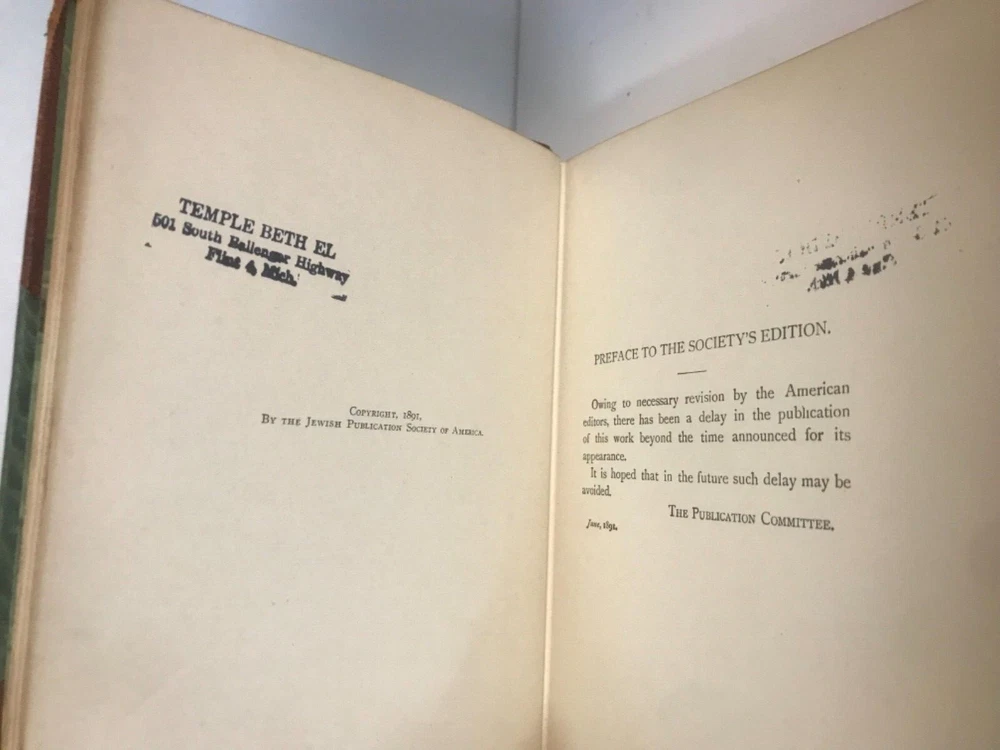 TEMPLE BETH EL
501 South Ballenger Highway
Flint 4, Mich.
COPYRIGHT, 1891,
BY THE JEWISH PUBLICATION SOCIETY OF AMERICA.
PREFACE TO THE SOCIETY'S EDITION.
Owing to necessary revision by the American
editors, there has been a delay in the publication
of this work beyond the time announced for its
appearance.
It is hoped that in the future such delay may be
avoided.
THE PUBLICATION COMMITTEE.
June, 1891.